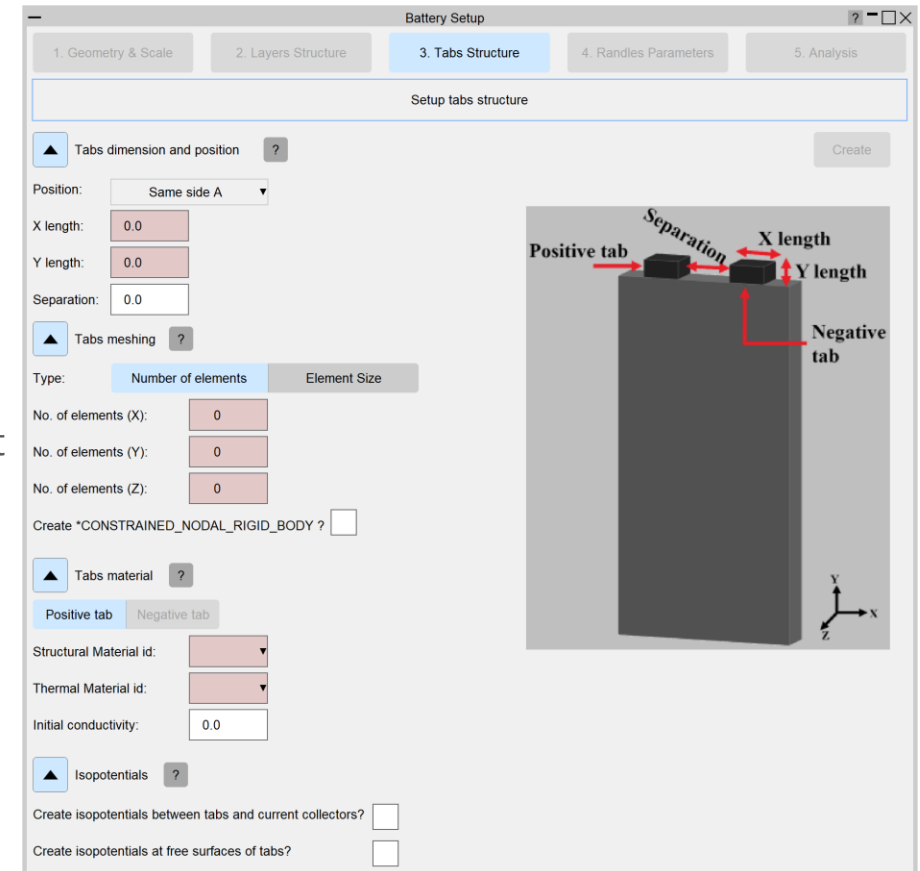 Battery Setup ?
1. Geometry & Scale 2. Layers Structure 3. Tabs Structure 4. Randles Parameters 5. Analysis
Setup tabs structure
Tabs dimension and position ? Create
Position: Same side A
X length: 0.0
Y length: 0.0
Separation: 0.0
Tabs meshing ?
Type: Number of elements Element Size
No. of elements (X): 0
No. of elements (Y): 0
No. of elements (Z): 0
Create *CONSTRAINED_NODAL_RIGID_BODY ?
Tabs material ?
Positive tab Negative tab
Structural Material id:
Thermal Material id:
Initial conductivity: 0.0
Isopotentials ?
Create isopotentials between tabs and current collectors?
Create isopotentials at free surfaces of tabs?
Separation
Positive tab
X length
Y length
Negative
tab
Y
X
Z